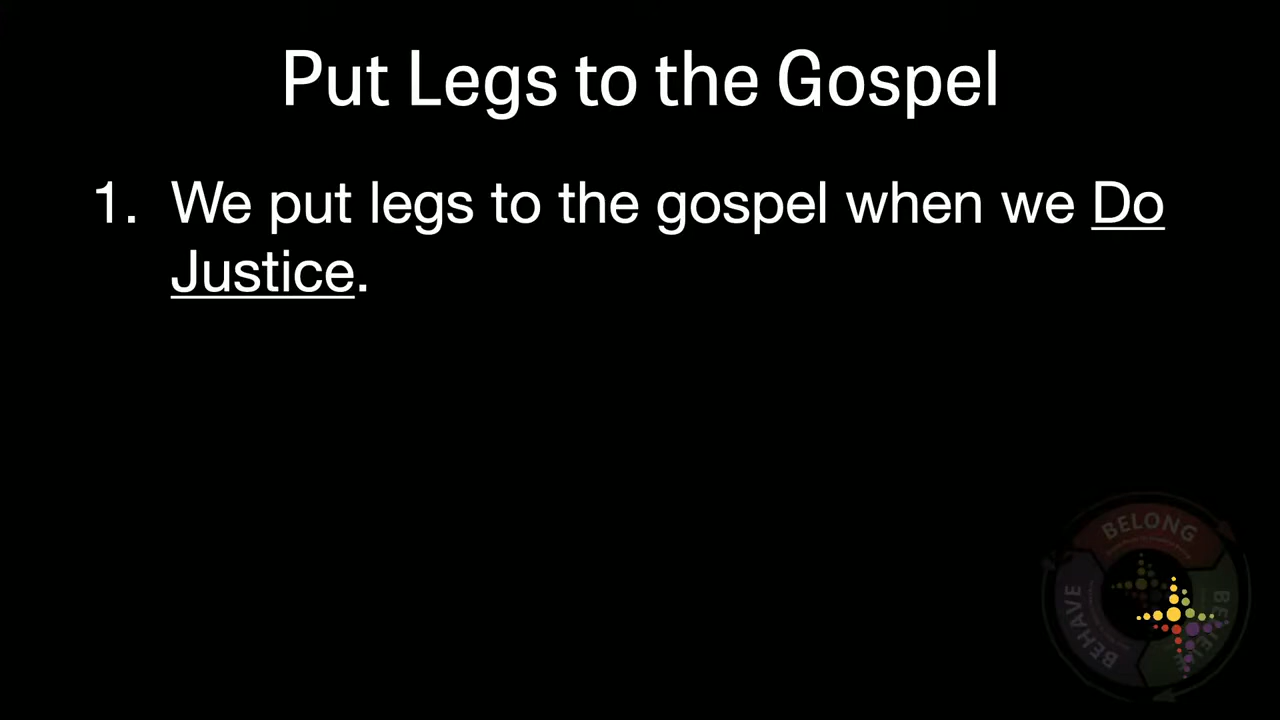 Put Legs to the Gospel
1. We put legs to the gospel when we Do
Justice.
BELONG
BEHAVE